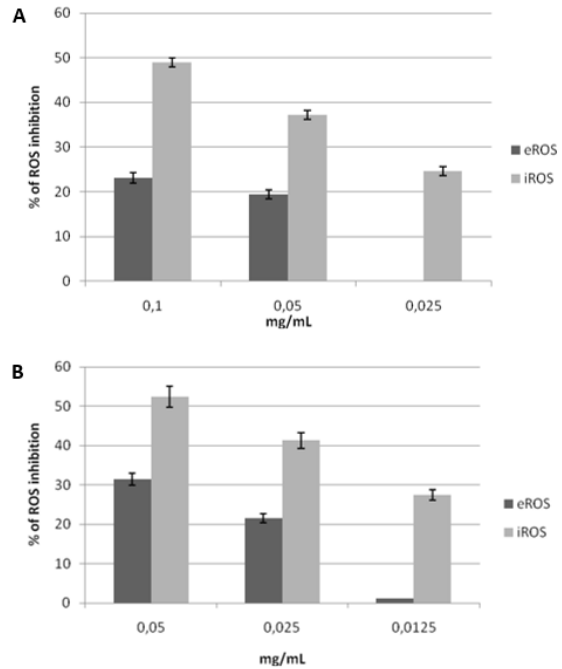 A
% of ROS inhibition
60
50
40
30
20
10
0
0,1 0,05 0,025
mg/mL
eROS
iROS
B
% of ROS inhibition
60
50
40
30
20
10
0
0,05 0,025 0,0125
mg/mL
eROS
iROS